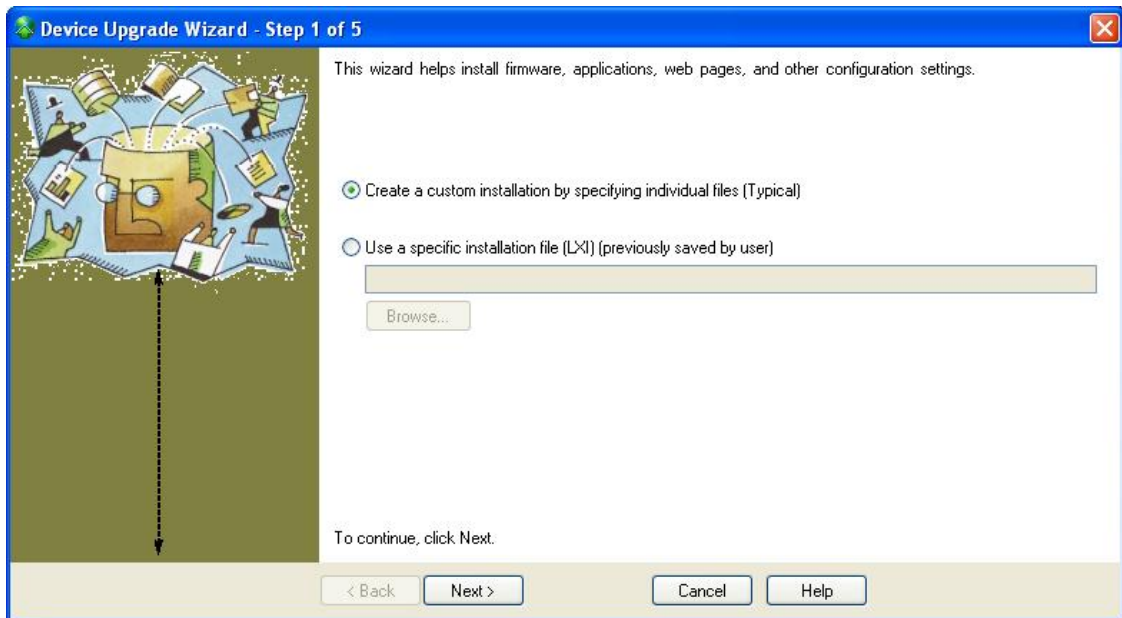 Device Upgrade Wizard - Step 1 of 5
This wizard helps install firmware, applications, web pages, and other configuration settings.
Create a custom installation by specifying individual files (Typical)
Use a specific installation file (LXI) (previously saved by user)
Browse...
To continue, click Next.
< Back
Next >
Cancel
Help